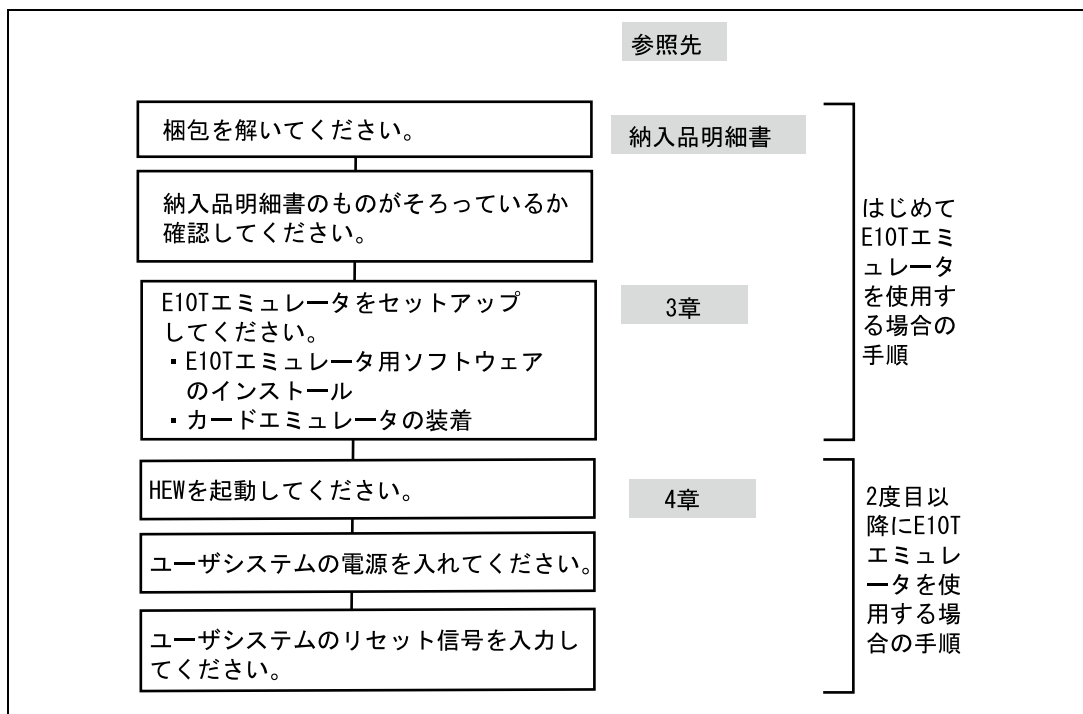 参照先
梱包を解いてください。
納入品明細書
納入品明細書のものがそろっているか
確認してください。
E10Tエミュレータをセットアップ
してください。
・E10Tエミュレータ用ソフトウェア
のインストール
・カードエミュレータの装着
3章
はじめて
E10Tエミ
ュレータ
を使用す
る場合の
手順
HEWを起動してください。
4章
ユーザシステムの電源を入れてください。
ユーザシステムのリセット信号を入力し
てください。
2度目以
降にE10T
エミュレ
ータを使
用する場
合の手順